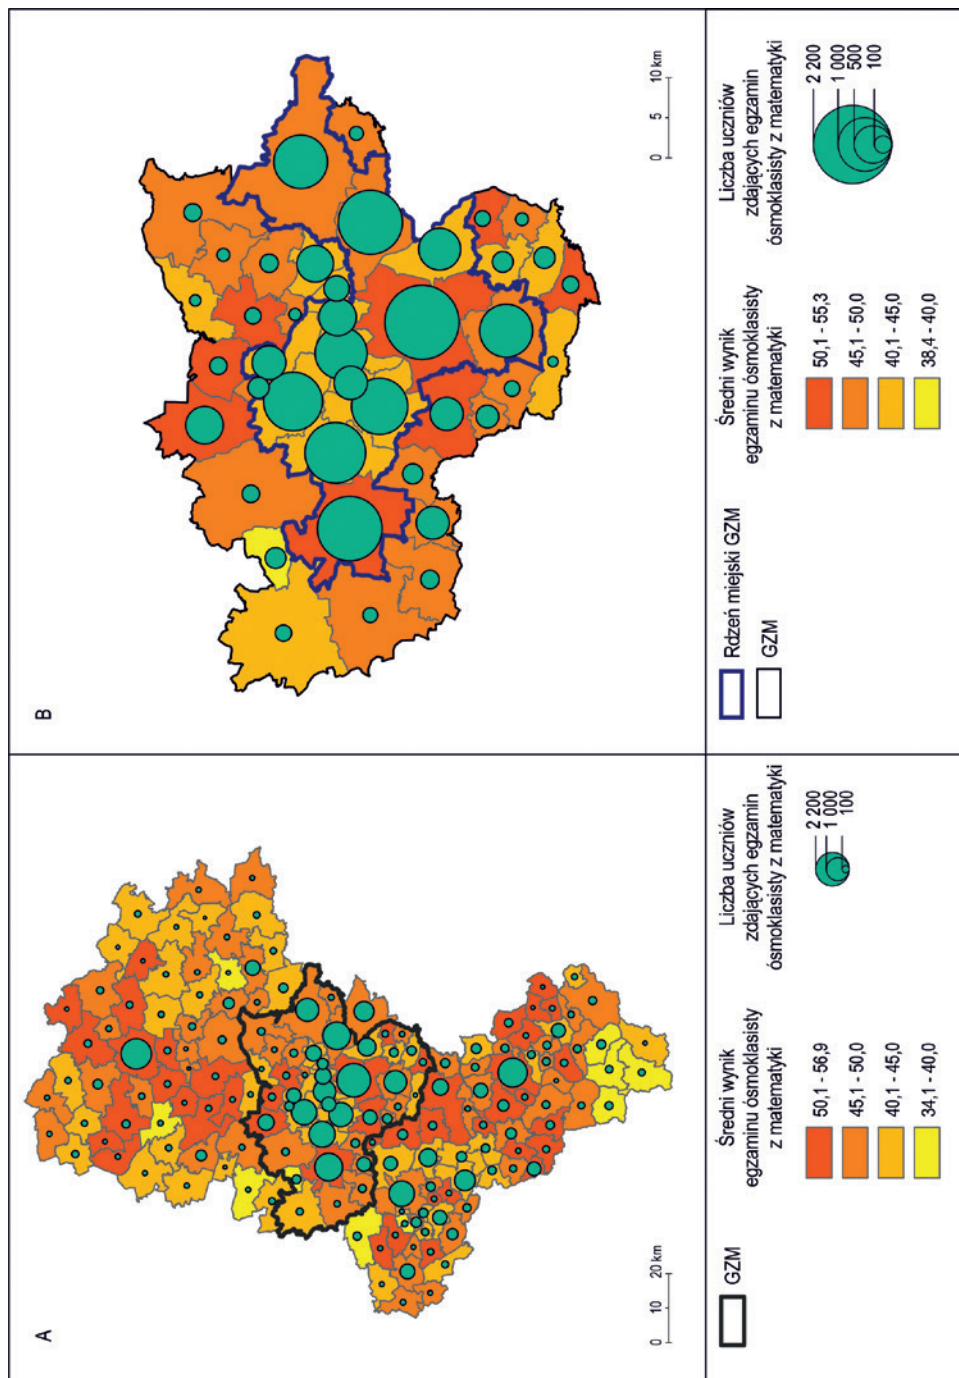 A
0 10 20 km
GZM
Średni wynik
egzaminu ósmoklasisty
z matematyki
50,1 - 56,9
45,1 - 50,0
40,1 - 45,0
34,1 - 40,0
Liczba uczniów
zdających egzamin
ósmoklasisty z matematyki
2 200
1 000
100
B
0 5 10 km
Rdzeń miejski GZM
GZM
Średni wynik
egzaminu ósmoklasisty
z matematyki
50,1 - 55,3
45,1 - 50,0
40,1 - 45,0
38,4 - 40,0
Liczba uczniów
zdających egzamin
ósmoklasisty z matematyki
2 200
1 000
500
100